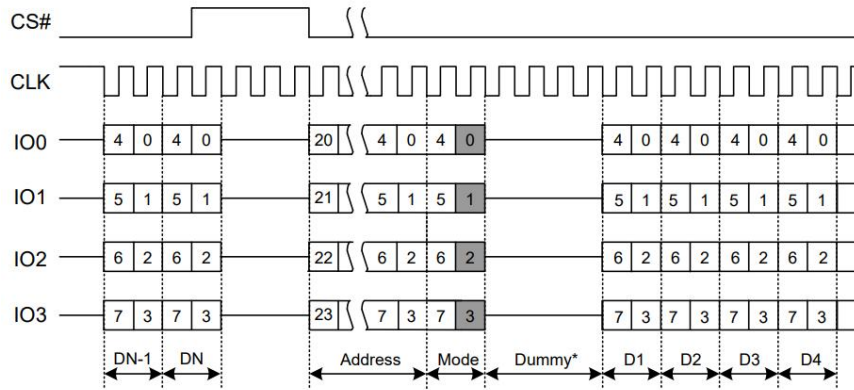 CS#
CLK
IO0 4 0 4 0 20 4 0 4 0 4 0 4 0 4 0 4 0
IO1 5 1 5 1 21 5 1 5 1 5 1 5 1 5 1 5 1
IO2 6 2 6 2 22 6 2 6 2 6 2 6 2 6 2 6 2
IO3 7 3 7 3 23 7 3 7 3 7 3 7 3 7 3 7 3
DN-1 DN Address Mode Dummy* D1 D2 D3 D4